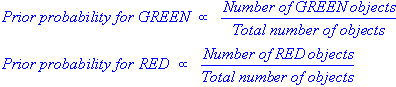 Prior probability for GREEN ∝ Number of GREEN objects
Total number of objects
Prior probability for RED ∝ Number of RED objects
Total number of objects